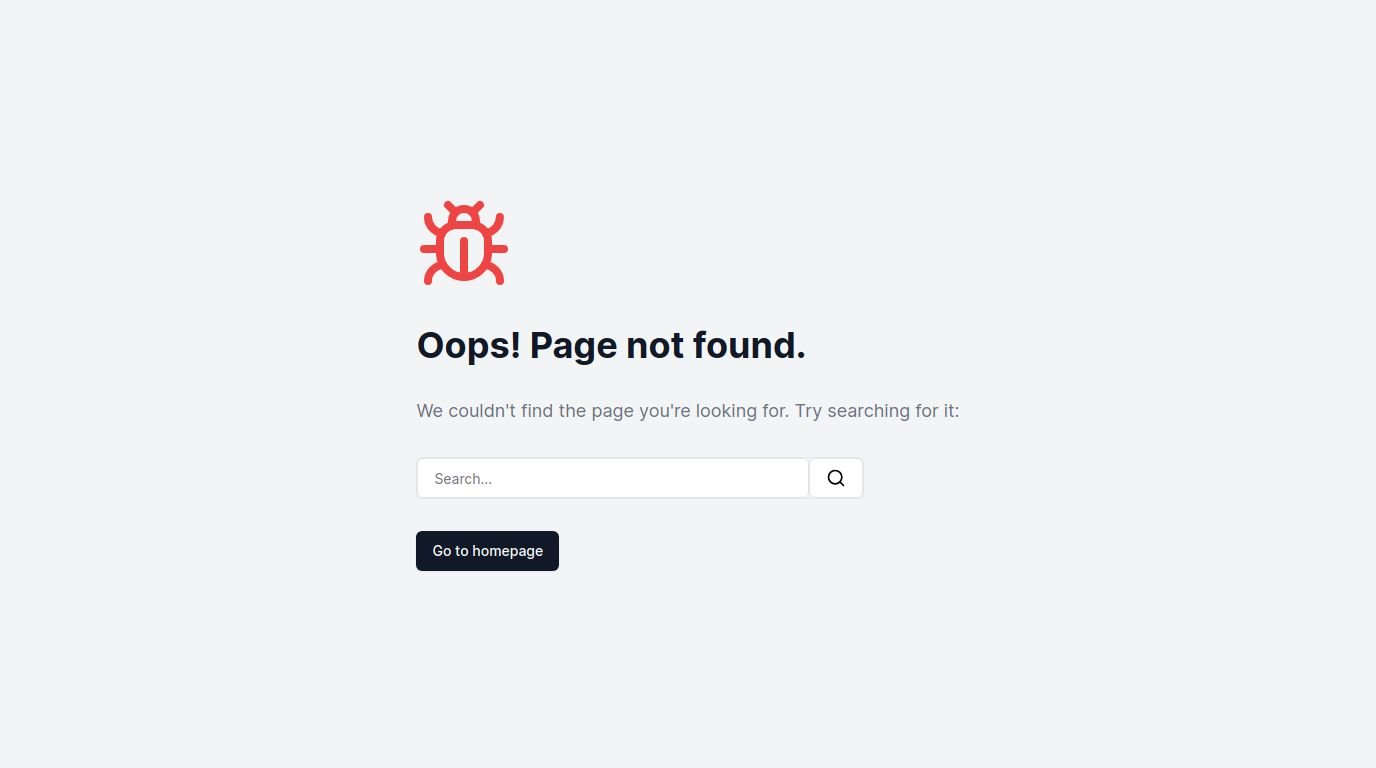 Oops! Page not found.
We couldn't find the page you're looking for. Try searching for it:
Search...
Go to homepage